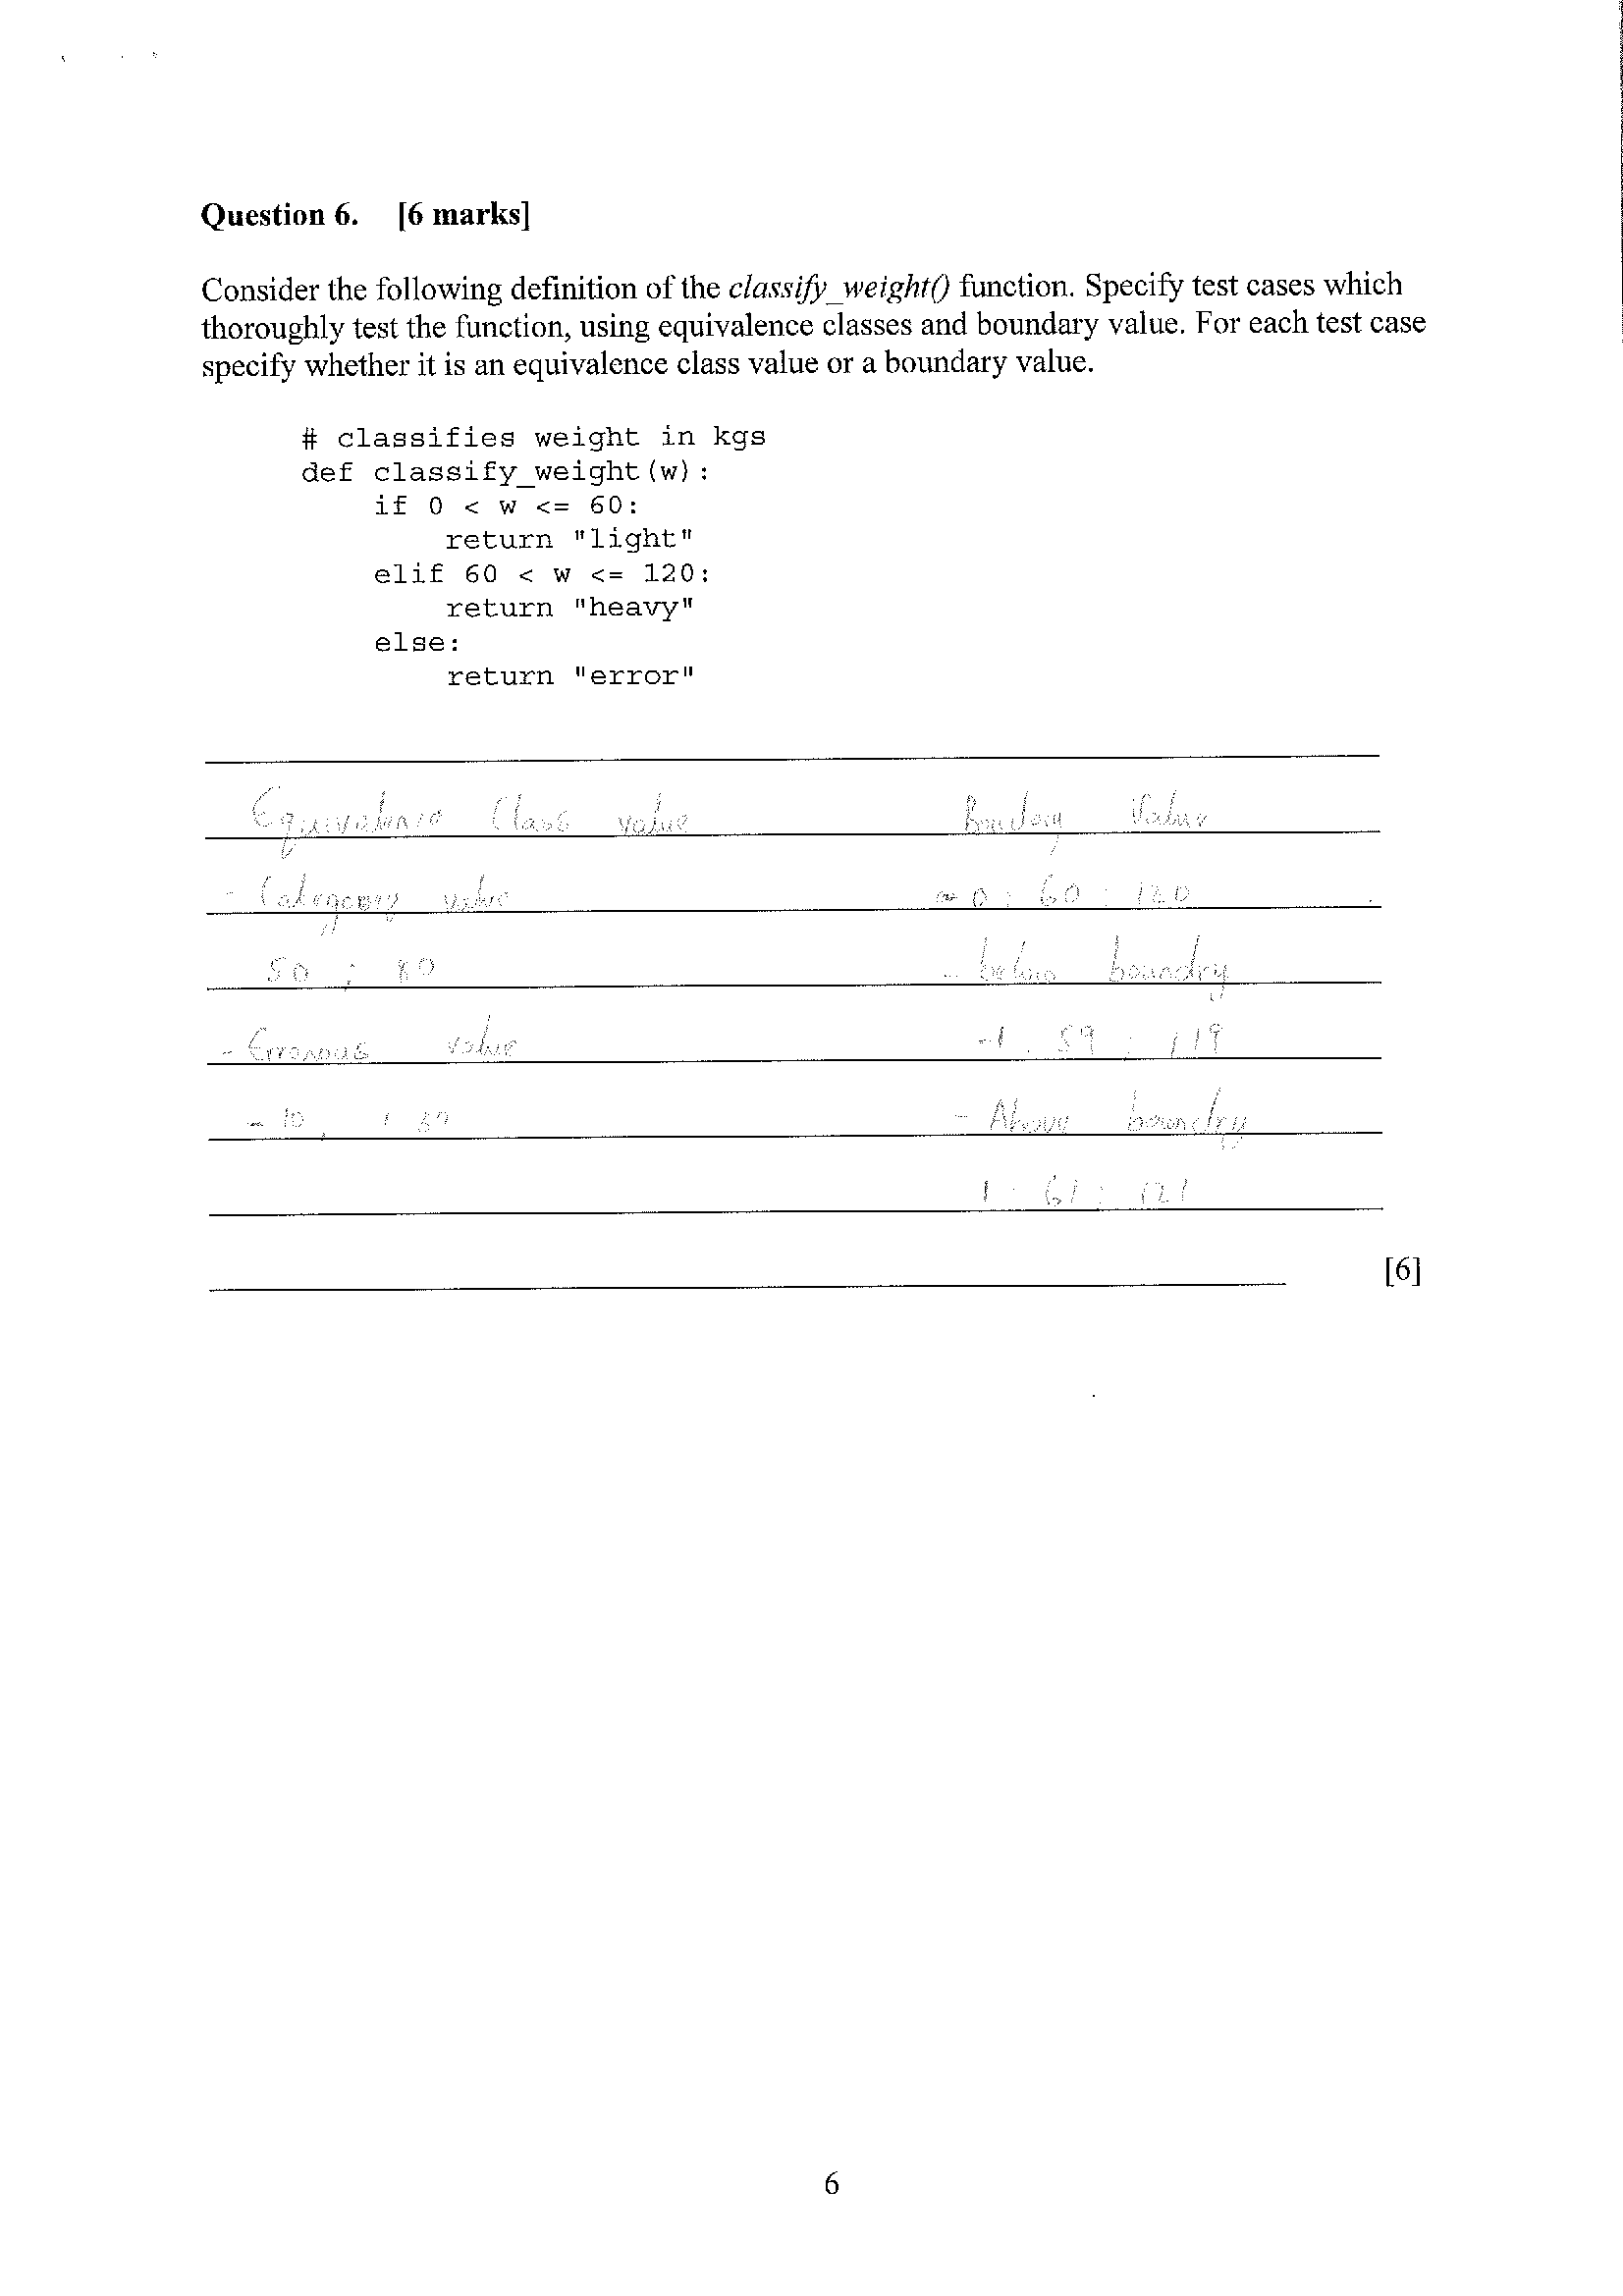 Question 6. [6 marks]
Consider the following definition of the classify_weight() function. Specify test cases which
thoroughly test the function, using equivalence classes and boundary value. For each test case
specify whether it is an equivalence class value or a boundary value.
# classifies weight in kgs
def classify_weight(w):
    if 0 < w <= 60:
        return "light"
    elif 60 < w <= 120:
        return "heavy"
    else:
        return "error"
Equivalence Class value Boundary Value
- Category value - 0 ; 60 ; 120
50 ; 80 - below boundry
- Erronous value -1 ; 59 ; 119
- 10 , - Above boundry
1 ; 61 ; 121
[6]
6